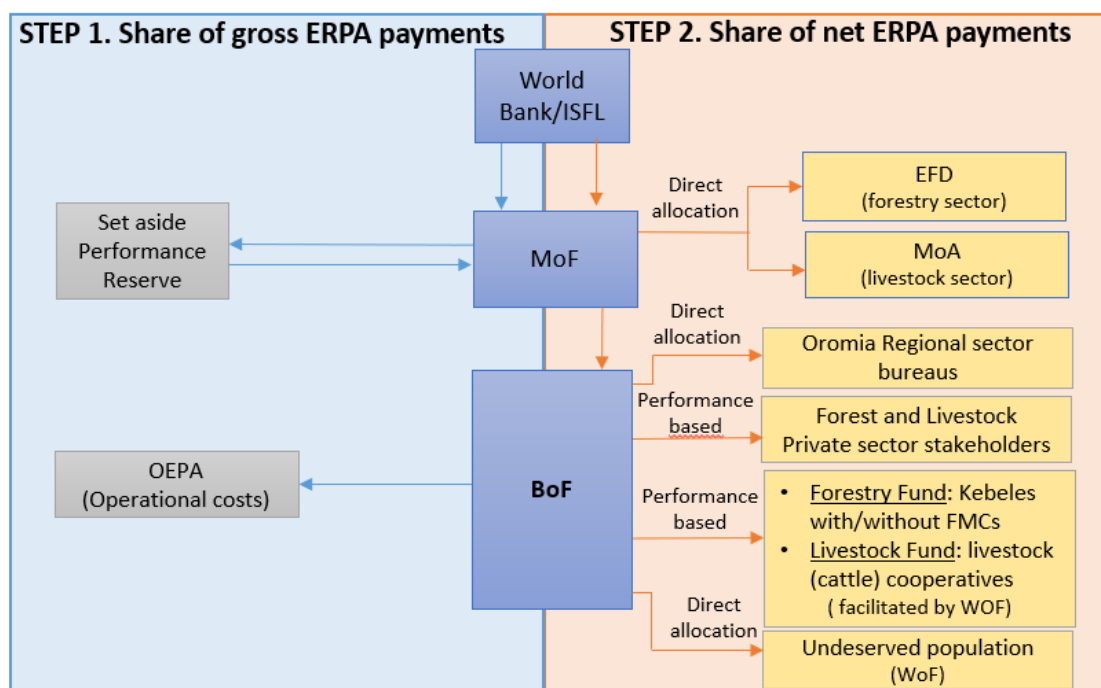 STEP 1. Share of gross ERPA payments
STEP 2. Share of net ERPA payments
World
Bank/ISFL
Direct
allocation
EFD
(forestry sector)
Set aside
Performance
Reserve
MoF
MoA
(livestock sector)
Direct
allocation
Oromia Regional sector
bureaus
Performance
based
Forest and Livestock
Private sector stakeholders
OEPA
(Operational costs)
BoF
Performance
based
• Forestry Fund: Kebeles
with/without FMCs
• Livestock Fund: livestock
(cattle) cooperatives
( facilitated by WOF)
Direct
allocation
Undeserved population
(WoF)